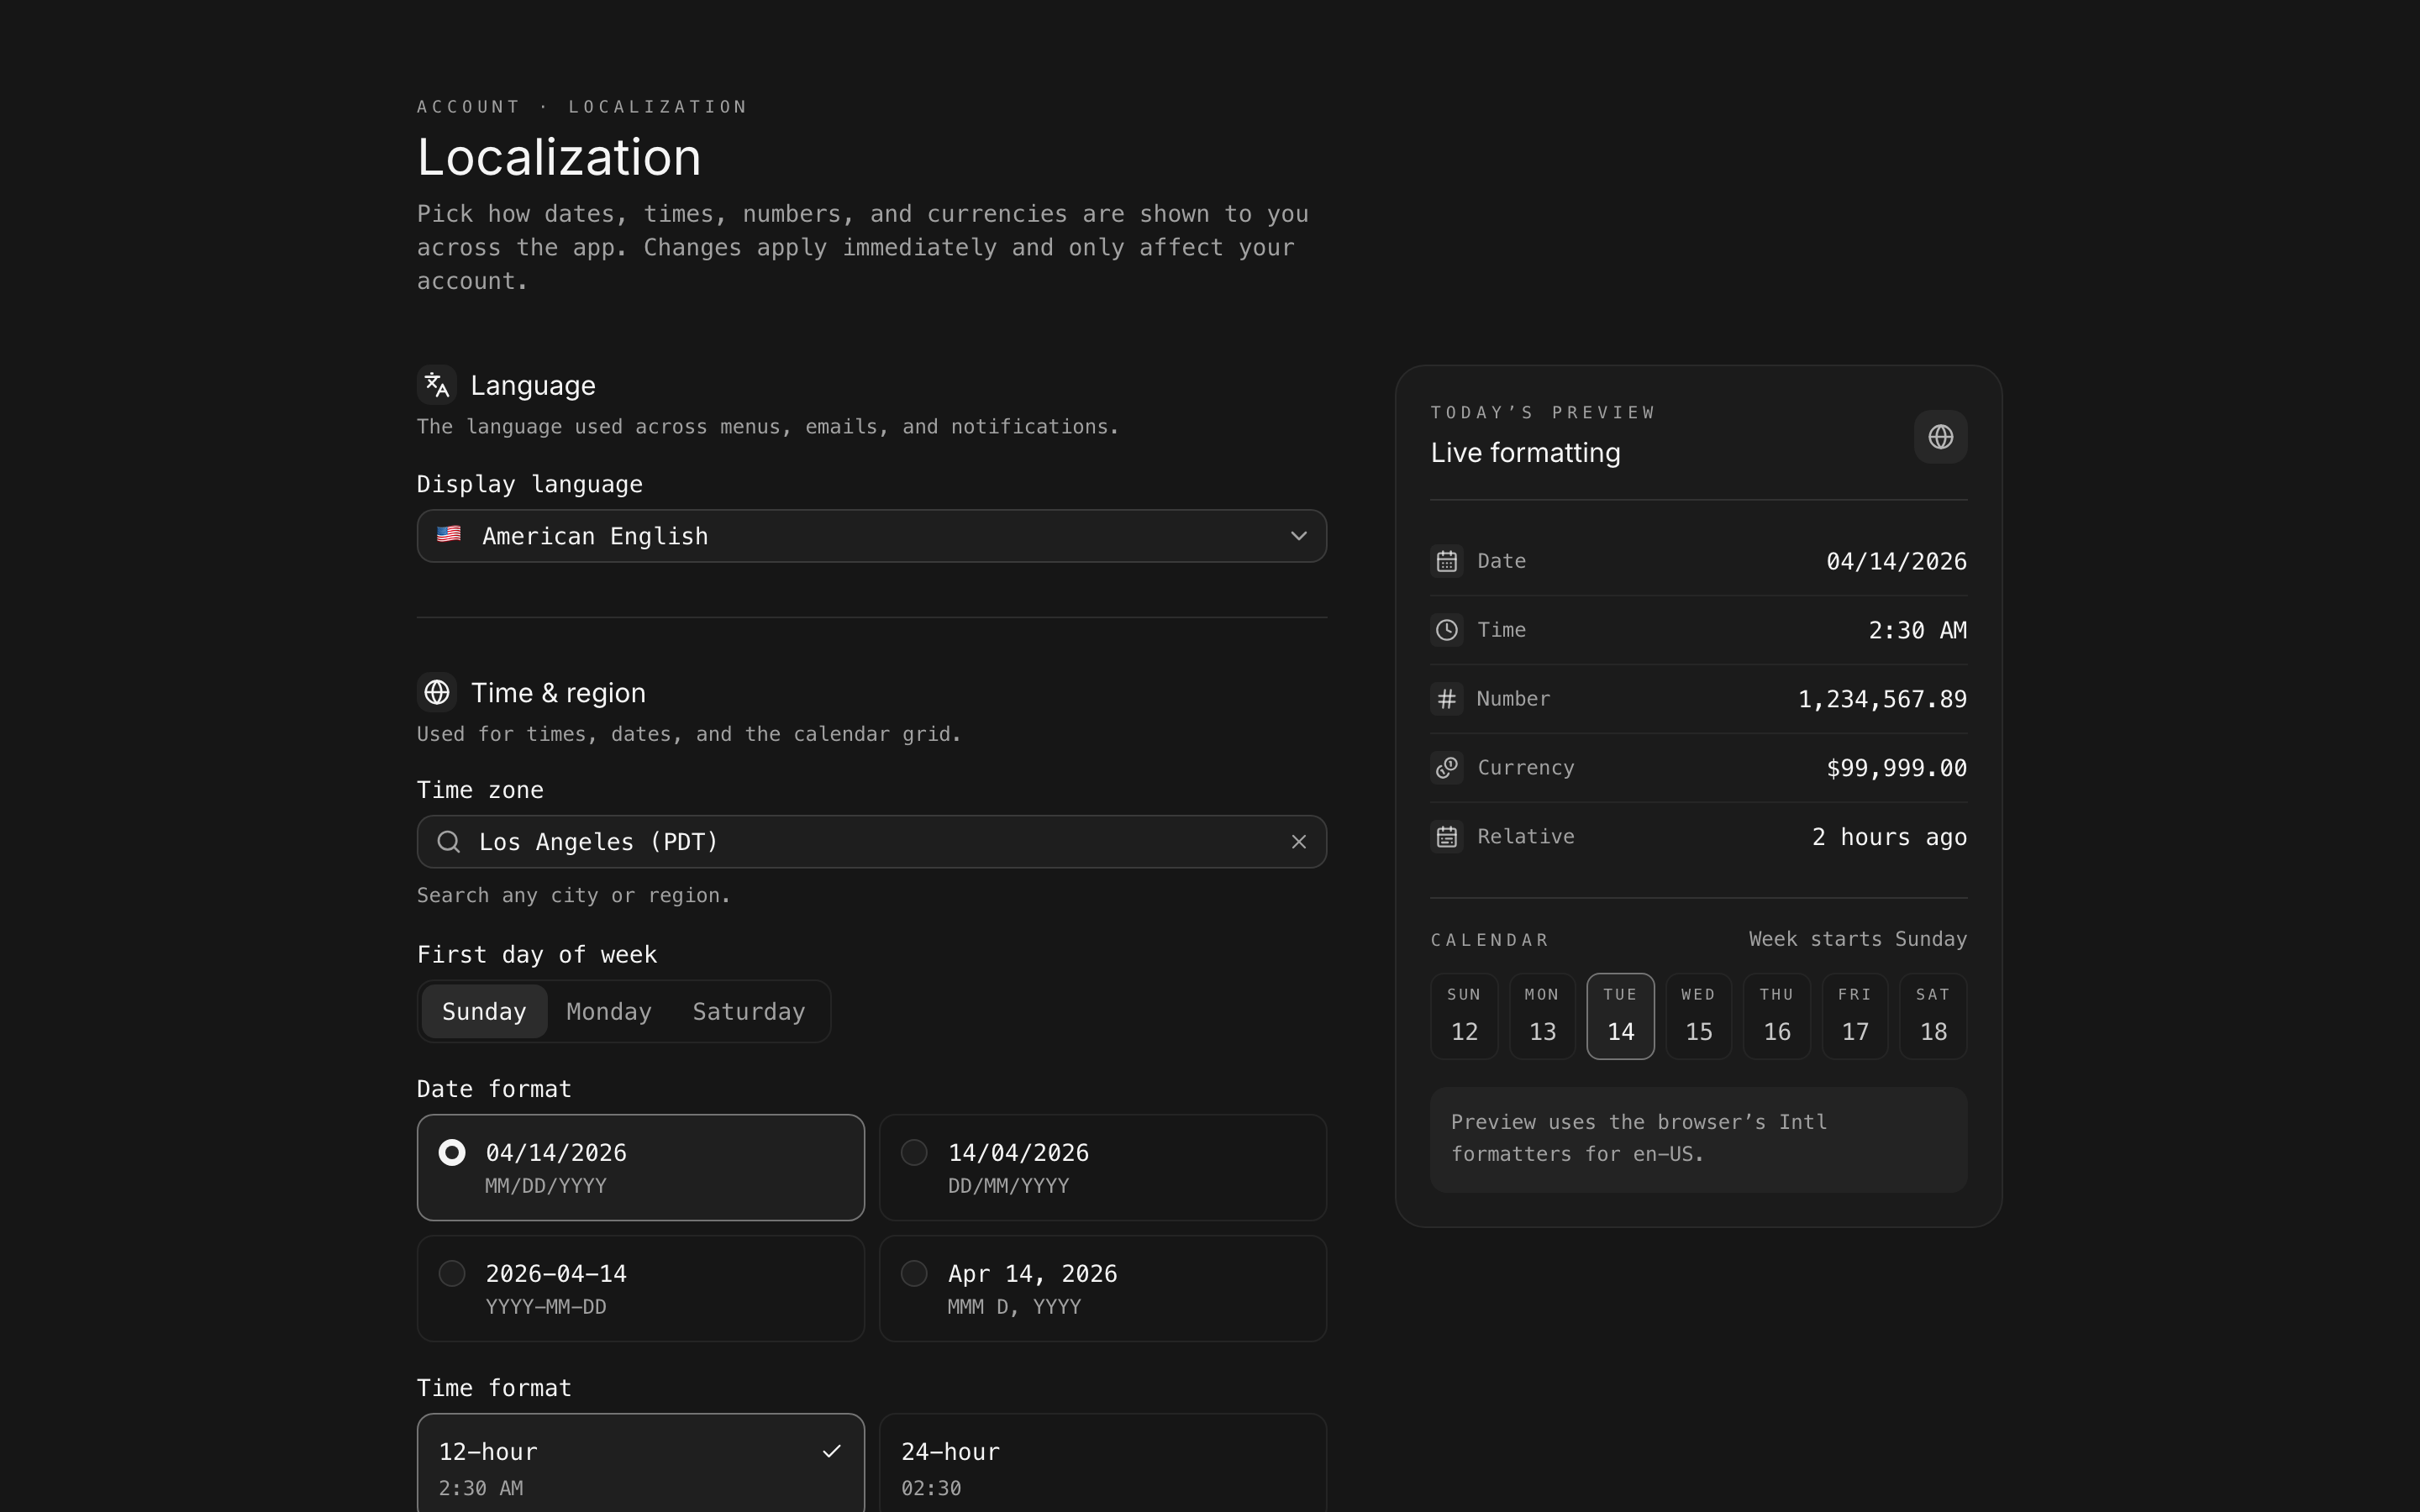 ACCOUNT · LOCALIZATION
Localization
Pick how dates, times, numbers, and currencies are shown to you
across the app. Changes apply immediately and only affect your
account.
Language
The language used across menus, emails, and notifications.
Display language
American English
Time & region
Used for times, dates, and the calendar grid.
Time zone
Los Angeles (PDT)
Search any city or region.
First day of week
Sunday Monday Saturday
Date format
04/14/2026
MM/DD/YYYY
14/04/2026
DD/MM/YYYY
2026-04-14
YYYY-MM-DD
Apr 14, 2026
MMM D, YYYY
Time format
12-hour
2:30 AM
24-hour
02:30
TODAY’S PREVIEW
Live formatting
Date 04/14/2026
Time 2:30 AM
Number 1,234,567.89
Currency $99,999.00
Relative 2 hours ago
CALENDAR Week starts Sunday
SUN MON TUE WED THU FRI SAT
12 13 14 15 16 17 18
Preview uses the browser’s Intl
formatters for en-US.